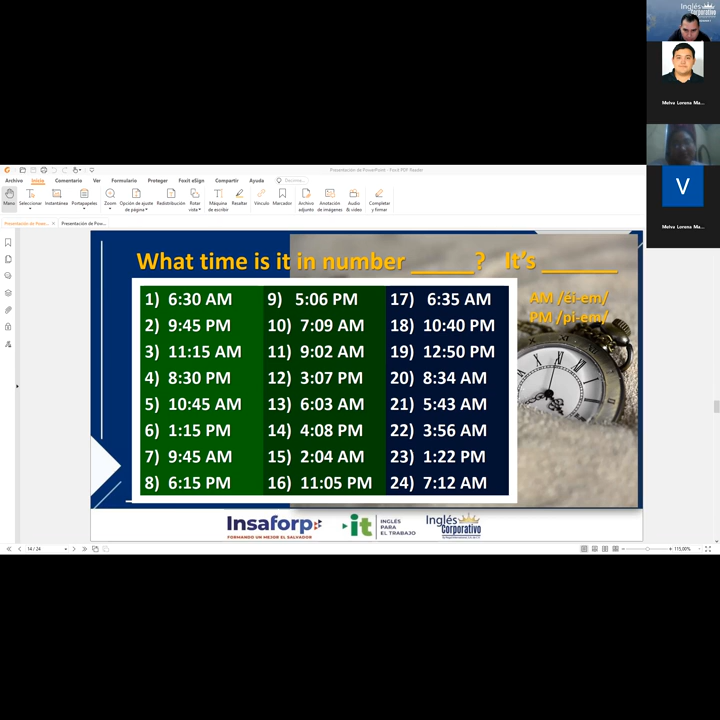 Inglés
Corporativo
Melva Lorena Ma...
V
Melva Lorena Ma...
Presentación de PowerPoint - Foxit PDF Reader
Archivo Inicio Comentario Ver Formulario Proteger Foxit eSign Compartir Ayuda
Mano Seleccionar Instantánea Portapapeles Zoom Opción de ajuste de página Redistribución Rotar vista Máquina de escribir Resaltar Vínculo Marcador Archivo adjunto Anotación de imágenes Audio & vídeo Completar y firmar
What time is it in number _____? It's ______
AM /éi-em/
PM /pi-em/
1) 6:30 AM
2) 9:45 PM
3) 11:15 AM
4) 8:30 PM
5) 10:45 AM
6) 1:15 PM
7) 9:45 AM
8) 6:15 PM
9) 5:06 PM
10) 7:09 AM
11) 9:02 AM
12) 3:07 PM
13) 6:03 AM
14) 4:08 PM
15) 2:04 AM
16) 11:05 PM
17) 6:35 AM
18) 10:40 PM
19) 12:50 PM
20) 8:34 AM
21) 5:43 AM
22) 3:56 AM
23) 1:22 PM
24) 7:12 AM
Insaforp
FORMANDO UN MEJOR EL SALVADOR
it
INGLÉS
PARA
EL TRABAJO
Inglés
Corporativo
14 / 24
115,00%